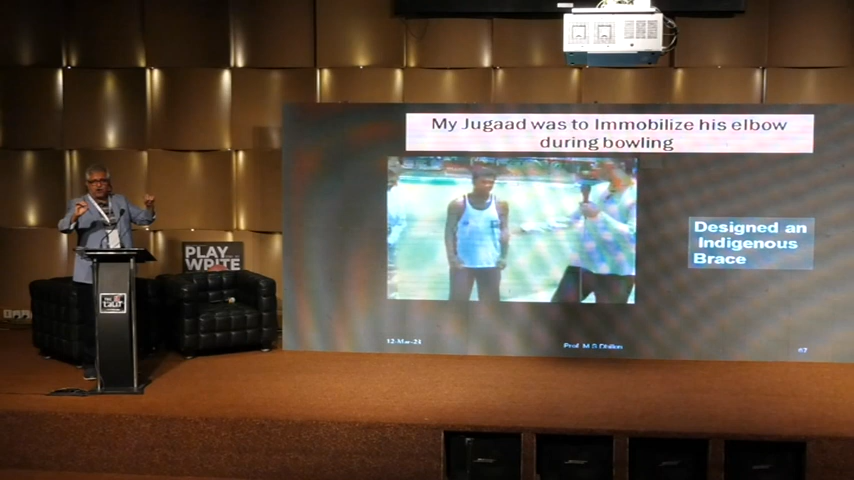 My Jugaad was to Immobilize his elbow
during bowling
Designed an
Indigenous
Brace
PLAY
WRITE
12-Mar-21
Prof. M S Dhillon
67